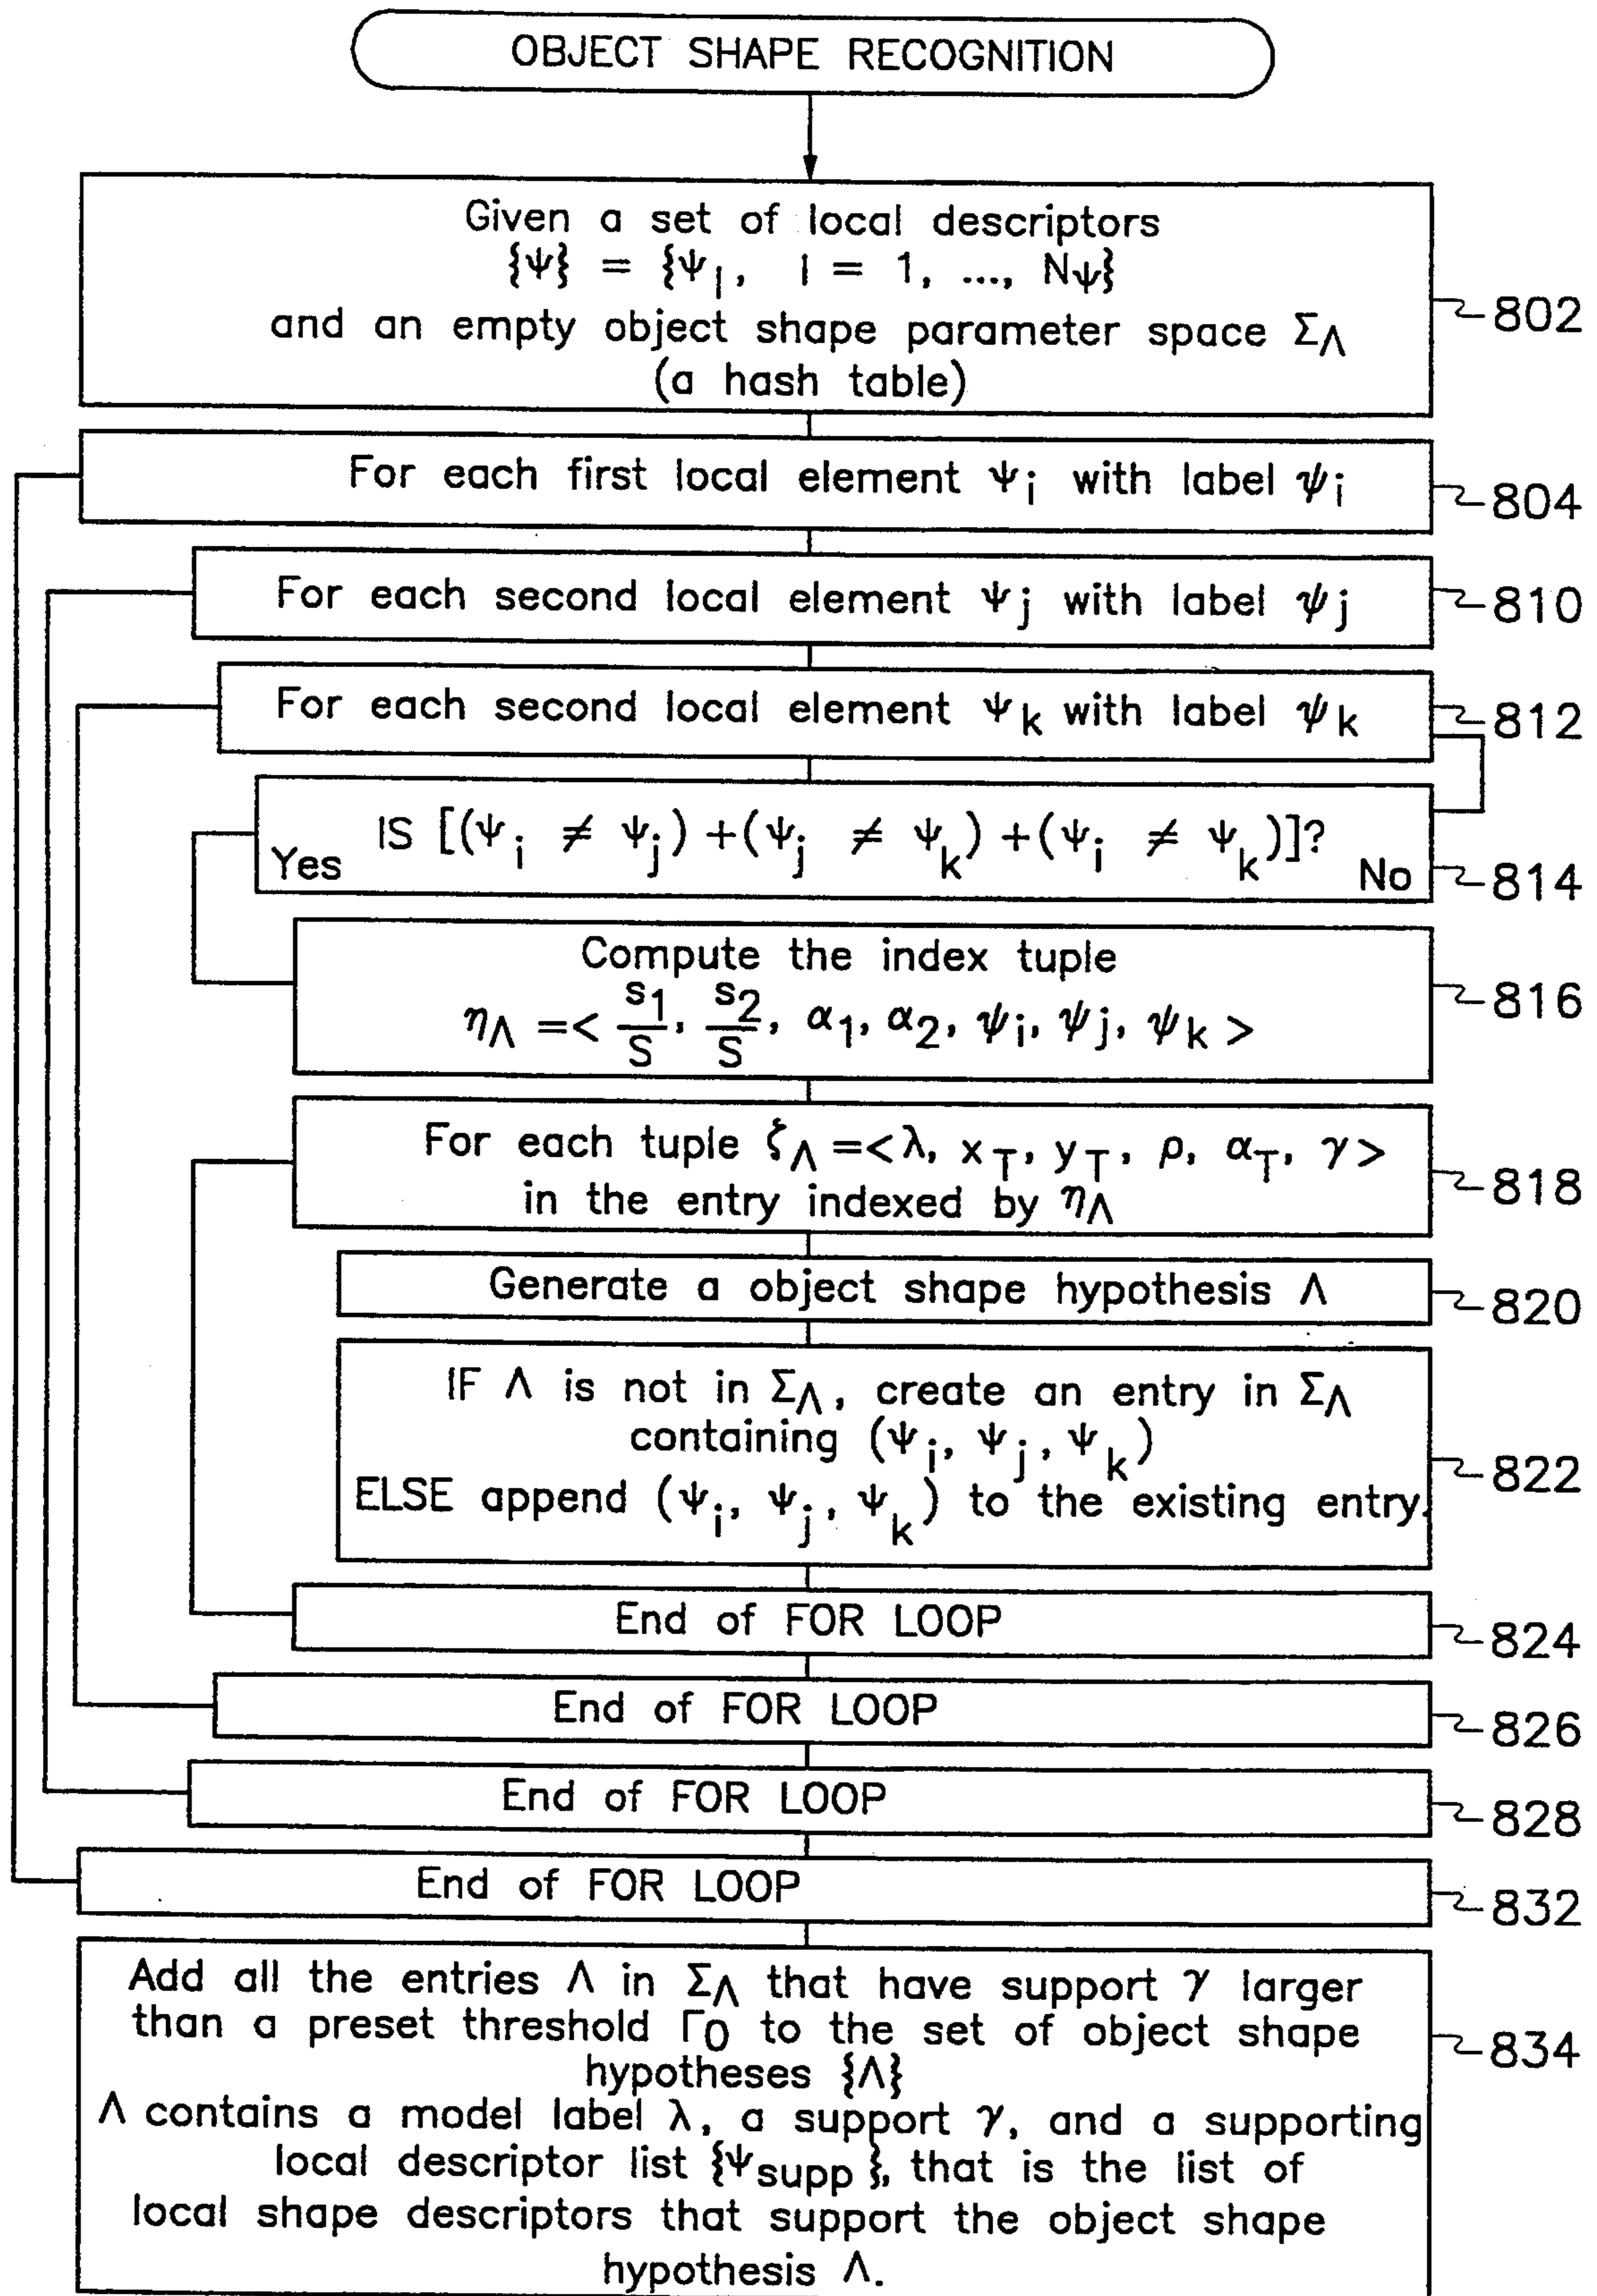 OBJECT SHAPE RECOGNITION
Given a set of local descriptors
{Ψ} = {Ψi, i = 1, ..., NΨ}
and an empty object shape parameter space ΣΛ
(a hash table)
802
For each first local element Ψi with label ψi
804
For each second local element Ψj with label ψj
810
For each second local element Ψk with label ψk
812
IS [(Ψi ≠ Ψj) +(Ψj ≠ Ψk) +(Ψi ≠ Ψk)]?
Yes
No
814
Compute the index tuple
ηΛ =< s1/S, s2/S, α1, α2, ψi, ψj, ψk >
816
For each tuple ζΛ =<λ, xT, yT, ρ, αT, γ>
in the entry indexed by ηΛ
818
Generate a object shape hypothesis Λ
820
IF Λ is not in ΣΛ, create an entry in ΣΛ
containing (Ψi, Ψj, Ψk)
ELSE append (Ψi, Ψj, Ψk) to the existing entry.
822
End of FOR LOOP
824
End of FOR LOOP
826
End of FOR LOOP
828
End of FOR LOOP
832
Add all the entries Λ in ΣΛ that have support γ larger
than a preset threshold Γ0 to the set of object shape
hypotheses {Λ}
Λ contains a model label λ, a support γ, and a supporting
local descriptor list {Ψsupp}, that is the list of
local shape descriptors that support the object shape
hypothesis Λ.
834